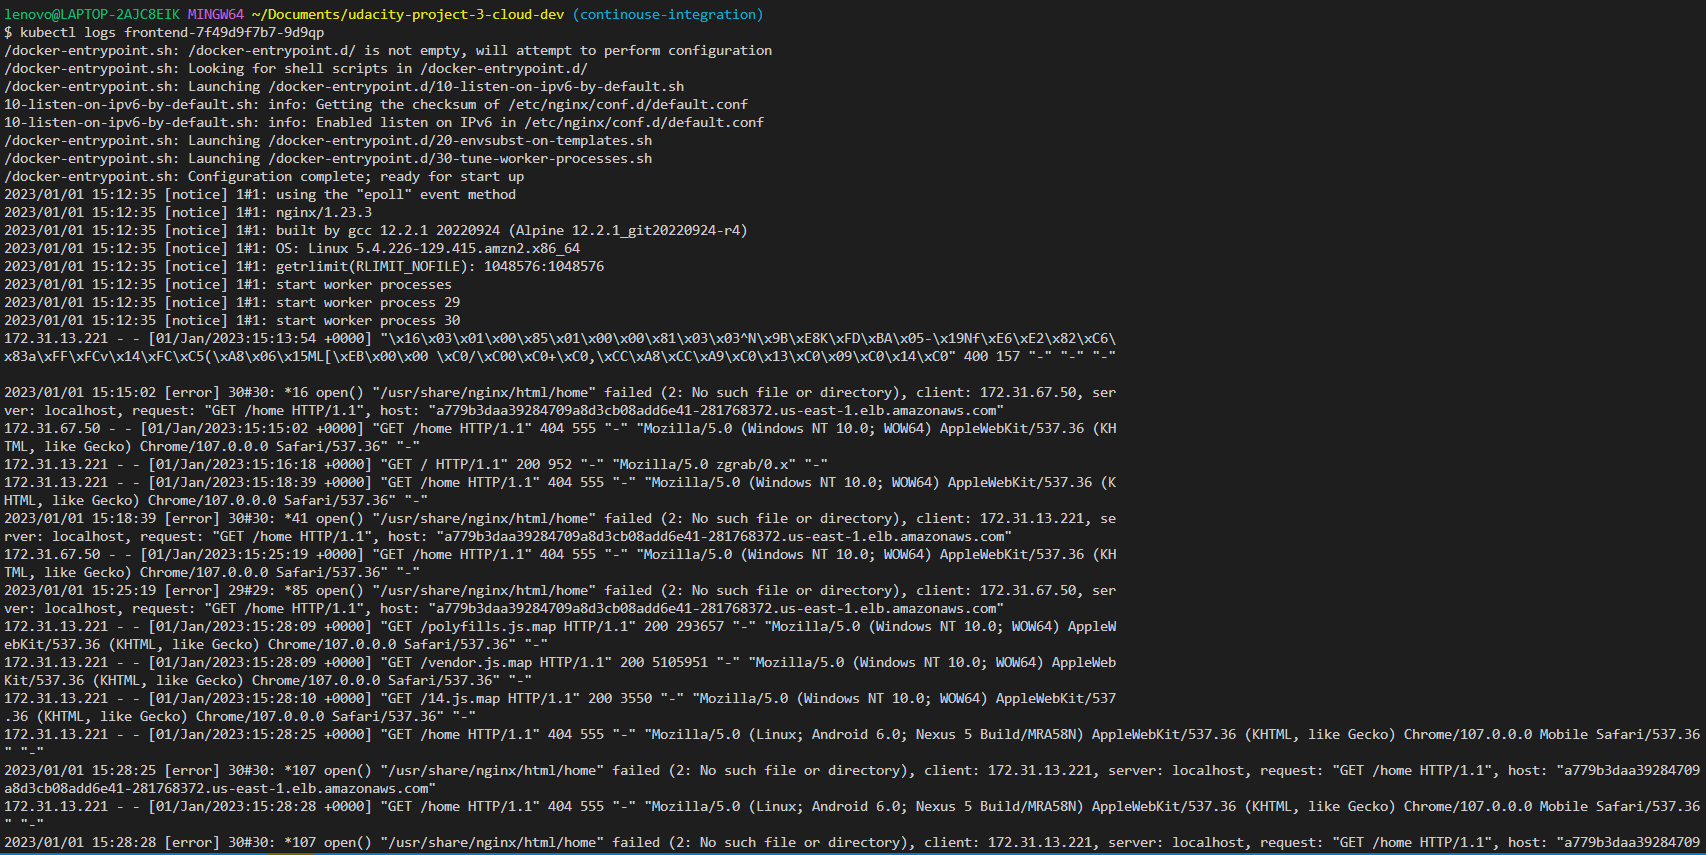 lenovo@LAPTOP-2AJC8EIK MINGW64 ~/Documents/udacity-project-3-cloud-dev (continouse-integration)
$ kubectl logs frontend-7f49d9f7b7-9d9qp
/docker-entrypoint.sh: /docker-entrypoint.d/ is not empty, will attempt to perform configuration
/docker-entrypoint.sh: Looking for shell scripts in /docker-entrypoint.d/
/docker-entrypoint.sh: Launching /docker-entrypoint.d/10-listen-on-ipv6-by-default.sh
10-listen-on-ipv6-by-default.sh: info: Getting the checksum of /etc/nginx/conf.d/default.conf
10-listen-on-ipv6-by-default.sh: info: Enabled listen on IPv6 in /etc/nginx/conf.d/default.conf
/docker-entrypoint.sh: Launching /docker-entrypoint.d/20-envsubst-on-templates.sh
/docker-entrypoint.sh: Launching /docker-entrypoint.d/30-tune-worker-processes.sh
/docker-entrypoint.sh: Configuration complete; ready for start up
2023/01/01 15:12:35 [notice] 1#1: using the "epoll" event method
2023/01/01 15:12:35 [notice] 1#1: nginx/1.23.3
2023/01/01 15:12:35 [notice] 1#1: built by gcc 12.2.1 20220924 (Alpine 12.2.1_git20220924-r4)
2023/01/01 15:12:35 [notice] 1#1: OS: Linux 5.4.226-129.415.amzn2.x86_64
2023/01/01 15:12:35 [notice] 1#1: getrlimit(RLIMIT_NOFILE): 1048576:1048576
2023/01/01 15:12:35 [notice] 1#1: start worker processes
2023/01/01 15:12:35 [notice] 1#1: start worker process 29
2023/01/01 15:12:35 [notice] 1#1: start worker process 30
172.31.13.221 - - [01/Jan/2023:15:13:54 +0000] "\x16\x03\x01\x00\x85\x01\x00\x00\x81\x03\x03^N\x9B\xE8K\xFD\xBA\x05-\x19Nf\xE6\xE2\x82\xC6\
x83a\xFF\xFCv\x14\xFC\xC5(\xA8\x06\x15ML[\xEB\x00\x00 \xC0/\xC00\xC0+\xC0,\xCC\xA8\xCC\xA9\xC0\x13\xC0\x09\xC0\x14\xC0" 400 157 "-" "-" "-"
2023/01/01 15:15:02 [error] 30#30: *16 open() "/usr/share/nginx/html/home" failed (2: No such file or directory), client: 172.31.67.50, ser
ver: localhost, request: "GET /home HTTP/1.1", host: "a779b3daa39284709a8d3cb08add6e41-281768372.us-east-1.elb.amazonaws.com"
172.31.67.50 - - [01/Jan/2023:15:15:02 +0000] "GET /home HTTP/1.1" 404 555 "-" "Mozilla/5.0 (Windows NT 10.0; WOW64) AppleWebKit/537.36 (KH
TML, like Gecko) Chrome/107.0.0.0 Safari/537.36" "-"
172.31.13.221 - - [01/Jan/2023:15:16:18 +0000] "GET / HTTP/1.1" 200 952 "-" "Mozilla/5.0 zgrab/0.x" "-"
172.31.13.221 - - [01/Jan/2023:15:18:39 +0000] "GET /home HTTP/1.1" 404 555 "-" "Mozilla/5.0 (Windows NT 10.0; WOW64) AppleWebKit/537.36 (K
HTML, like Gecko) Chrome/107.0.0.0 Safari/537.36" "-"
2023/01/01 15:18:39 [error] 30#30: *41 open() "/usr/share/nginx/html/home" failed (2: No such file or directory), client: 172.31.13.221, se
rver: localhost, request: "GET /home HTTP/1.1", host: "a779b3daa39284709a8d3cb08add6e41-281768372.us-east-1.elb.amazonaws.com"
172.31.67.50 - - [01/Jan/2023:15:25:19 +0000] "GET /home HTTP/1.1" 404 555 "-" "Mozilla/5.0 (Windows NT 10.0; WOW64) AppleWebKit/537.36 (KH
TML, like Gecko) Chrome/107.0.0.0 Safari/537.36" "-"
2023/01/01 15:25:19 [error] 29#29: *85 open() "/usr/share/nginx/html/home" failed (2: No such file or directory), client: 172.31.67.50, ser
ver: localhost, request: "GET /home HTTP/1.1", host: "a779b3daa39284709a8d3cb08add6e41-281768372.us-east-1.elb.amazonaws.com"
172.31.13.221 - - [01/Jan/2023:15:28:09 +0000] "GET /polyfills.js.map HTTP/1.1" 200 293657 "-" "Mozilla/5.0 (Windows NT 10.0; WOW64) AppleW
ebKit/537.36 (KHTML, like Gecko) Chrome/107.0.0.0 Safari/537.36" "-"
172.31.13.221 - - [01/Jan/2023:15:28:09 +0000] "GET /vendor.js.map HTTP/1.1" 200 5105951 "-" "Mozilla/5.0 (Windows NT 10.0; WOW64) AppleWeb
Kit/537.36 (KHTML, like Gecko) Chrome/107.0.0.0 Safari/537.36" "-"
172.31.13.221 - - [01/Jan/2023:15:28:10 +0000] "GET /14.js.map HTTP/1.1" 200 3550 "-" "Mozilla/5.0 (Windows NT 10.0; WOW64) AppleWebKit/537
.36 (KHTML, like Gecko) Chrome/107.0.0.0 Safari/537.36" "-"
172.31.13.221 - - [01/Jan/2023:15:28:25 +0000] "GET /home HTTP/1.1" 404 555 "-" "Mozilla/5.0 (Linux; Android 6.0; Nexus 5 Build/MRA58N) AppleWebKit/537.36 (KHTML, like Gecko) Chrome/107.0.0.0 Mobile Safari/537.36
" "-"
2023/01/01 15:28:25 [error] 30#30: *107 open() "/usr/share/nginx/html/home" failed (2: No such file or directory), client: 172.31.13.221, server: localhost, request: "GET /home HTTP/1.1", host: "a779b3daa39284709
a8d3cb08add6e41-281768372.us-east-1.elb.amazonaws.com"
172.31.13.221 - - [01/Jan/2023:15:28:28 +0000] "GET /home HTTP/1.1" 404 555 "-" "Mozilla/5.0 (Linux; Android 6.0; Nexus 5 Build/MRA58N) AppleWebKit/537.36 (KHTML, like Gecko) Chrome/107.0.0.0 Mobile Safari/537.36
" "-"
2023/01/01 15:28:28 [error] 30#30: *107 open() "/usr/share/nginx/html/home" failed (2: No such file or directory), client: 172.31.13.221, server: localhost, request: "GET /home HTTP/1.1", host: "a779b3daa39284709